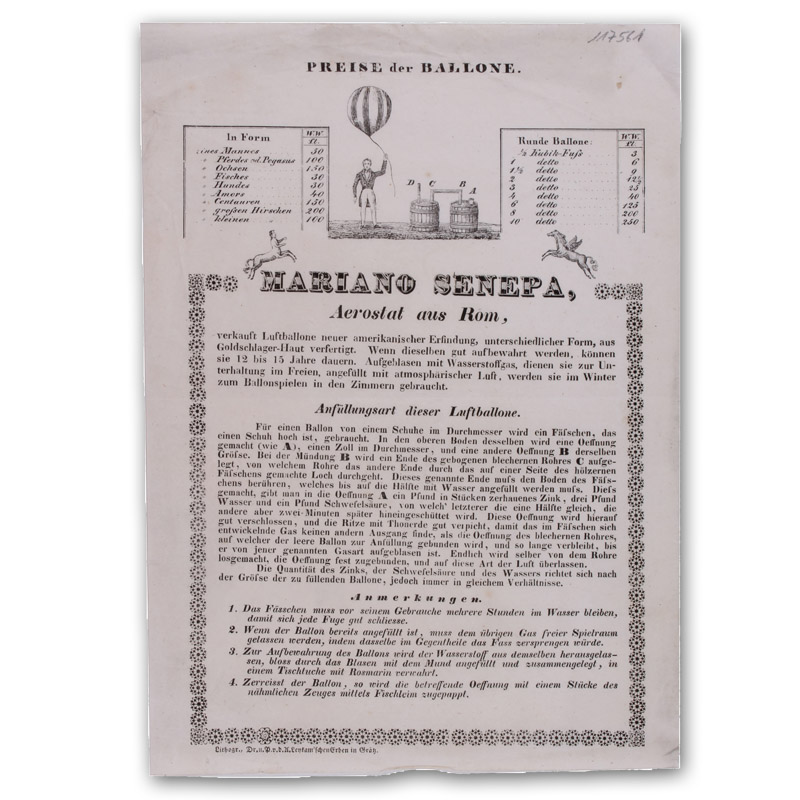 117561
PREISE der BALLONE.
In Form W.W.
fl.
eines Mannes 50
" Pferdes od. Pegasus 100
" Ochsen 150
" Fisches 30
" Hundes 30
" Amors 40
" Centauren 150
" großen Hirschen 200
" kleinen " 100
D C B A
Runde Ballone: W.W.
fl.
½ Kubik-Fuſs 3
1 detto 6
1½ detto 9
2 detto 12½
3 detto 25
4 detto 40
6 detto 125
8 detto 200
10 detto 250
MARIANO SENEPA,
Aerostat aus Rom,
verkauft Luftballone neuer amerikanischer Erfindung, unterschiedlicher Form, aus
Goldschlager-Haut verfertigt. Wenn dieselben gut aufbewahrt werden, können
sie 12 bis 15 Jahre dauern. Aufgeblasen mit Wasserstoffgas, dienen sie zur Un-
terhaltung im Freien, angefüllt mit atmosphärischer Luft, werden sie im Winter
zum Ballonspielen in den Zimmern gebraucht.
Anfüllungsart dieser Luftballone.
Für einen Ballon von einem Schuhe im Durchmesser wird ein Fäſschen, das
einen Schuh hoch ist, gebraucht. In den oberen Boden desselben wird eine Oeffnung
gemacht (wie A), einen Zoll im Durchmesser, und eine andere Oeffnung B derselben
Gröſse. Bei der Mündung B wird ein Ende des gebogenen blechernen Rohres C aufge-
legt, von welchem Rohre das andere Ende durch das auf einer Seite des hölzernen
Fäſschens gemachte Loch durchgeht. Dieses genannte Ende muſs den Boden des Fäſs-
chens berühren, welches bis auf die Hälfte mit Wasser angefüllt werden muſs. Dieſs
gemacht, gibt man in die Oeffnung A ein Pfund in Stücken zerhauenes Zink, drei Pfund
Wasser und ein Pfund Schwefelsäure, von welch' letzterer die eine Hälfte gleich, die
andere aber zwei Minuten später hineingeschüttet wird. Diese Oeffnung wird hierauf
gut verschlossen, und die Ritze mit Thonerde gut verpicht, damit das im Fäſschen sich
entwickelnde Gas keinen andern Ausgang finde, als die Oeffnung des blechernen Rohres,
auf welcher der leere Ballon zur Anfüllung gebunden wird, und so lange verbleibt, bis
er von jener genannten Gasart aufgeblasen ist. Endlich wird selber von dem Rohre
losgemacht, die Oeffnung fest zugebunden, und auf diese Art der Luft überlassen.
Die Quantität des Zinks, der Schwefelsäure und des Wassers richtet sich nach
der Gröſse der zu füllenden Ballone, jedoch immer in gleichem Verhältnisse.
Anmerkungen.
1. Das Fässchen muss vor seinem Gebrauche mehrere Stunden im Wasser bleiben,
damit sich jede Fuge gut schliesse.
2. Wenn der Ballon bereits angefüllt ist, muss dem übrigen Gas freier Spielraum
gelassen werden, indem dasselbe im Gegentheile das Fass zersprengen würde.
3. Zur Aufbewahrung des Ballons wird der Wasserstoff aus demselben herausgelas-
sen, bloss durch das Blasen mit dem Mund angefüllt und zusammengelegt, in
einem Tischtuche mit Rosmarin verwahrt.
4. Zerreisst der Ballon, so wird die betreffende Oeffnung mit einem Stücke des
nähmlichen Zeuges mittels Fischleim zugepappt.
Lithogr., Dr. u. P. v. d. A. Leykam'schen Erben in Grätz.